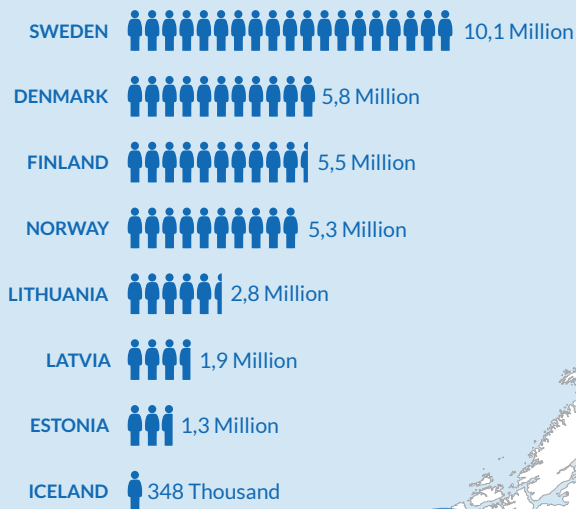 SWEDEN 10,1 Million
DENMARK 5,8 Million
FINLAND 5,5 Million
NORWAY 5,3 Million
LITHUANIA 2,8 Million
LATVIA 1,9 Million
ESTONIA 1,3 Million
ICELAND 348 Thousand